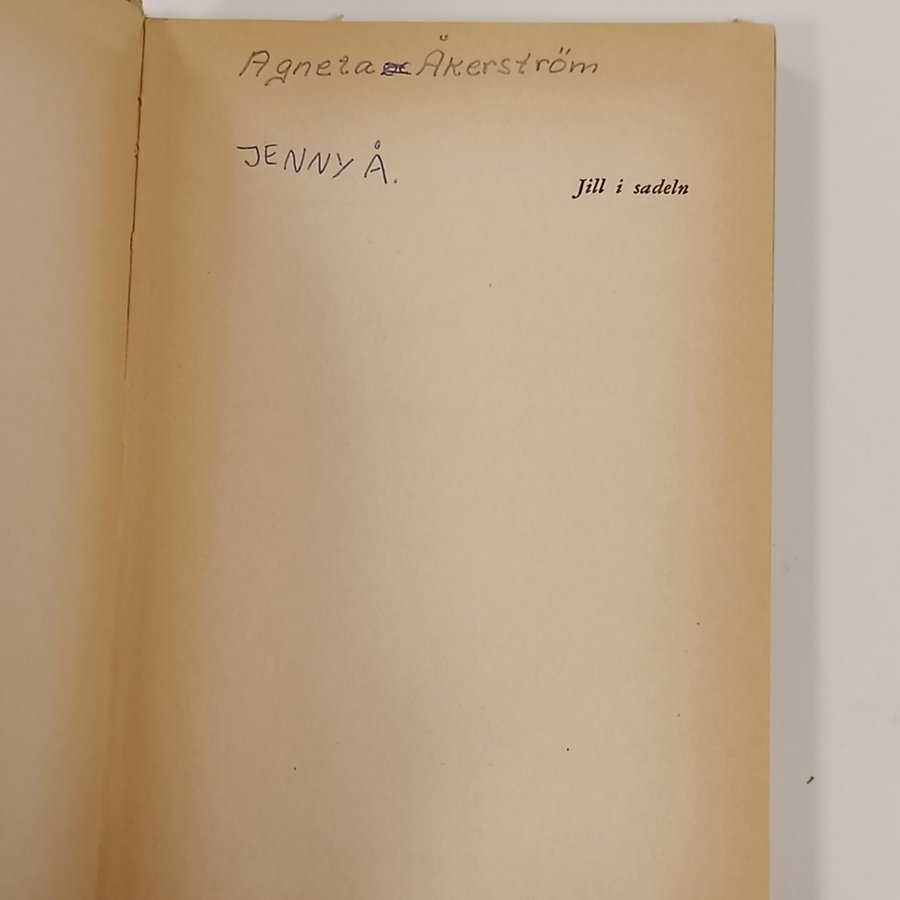 Agneta Åkerström
JENNY Å.
Jill i sadeln